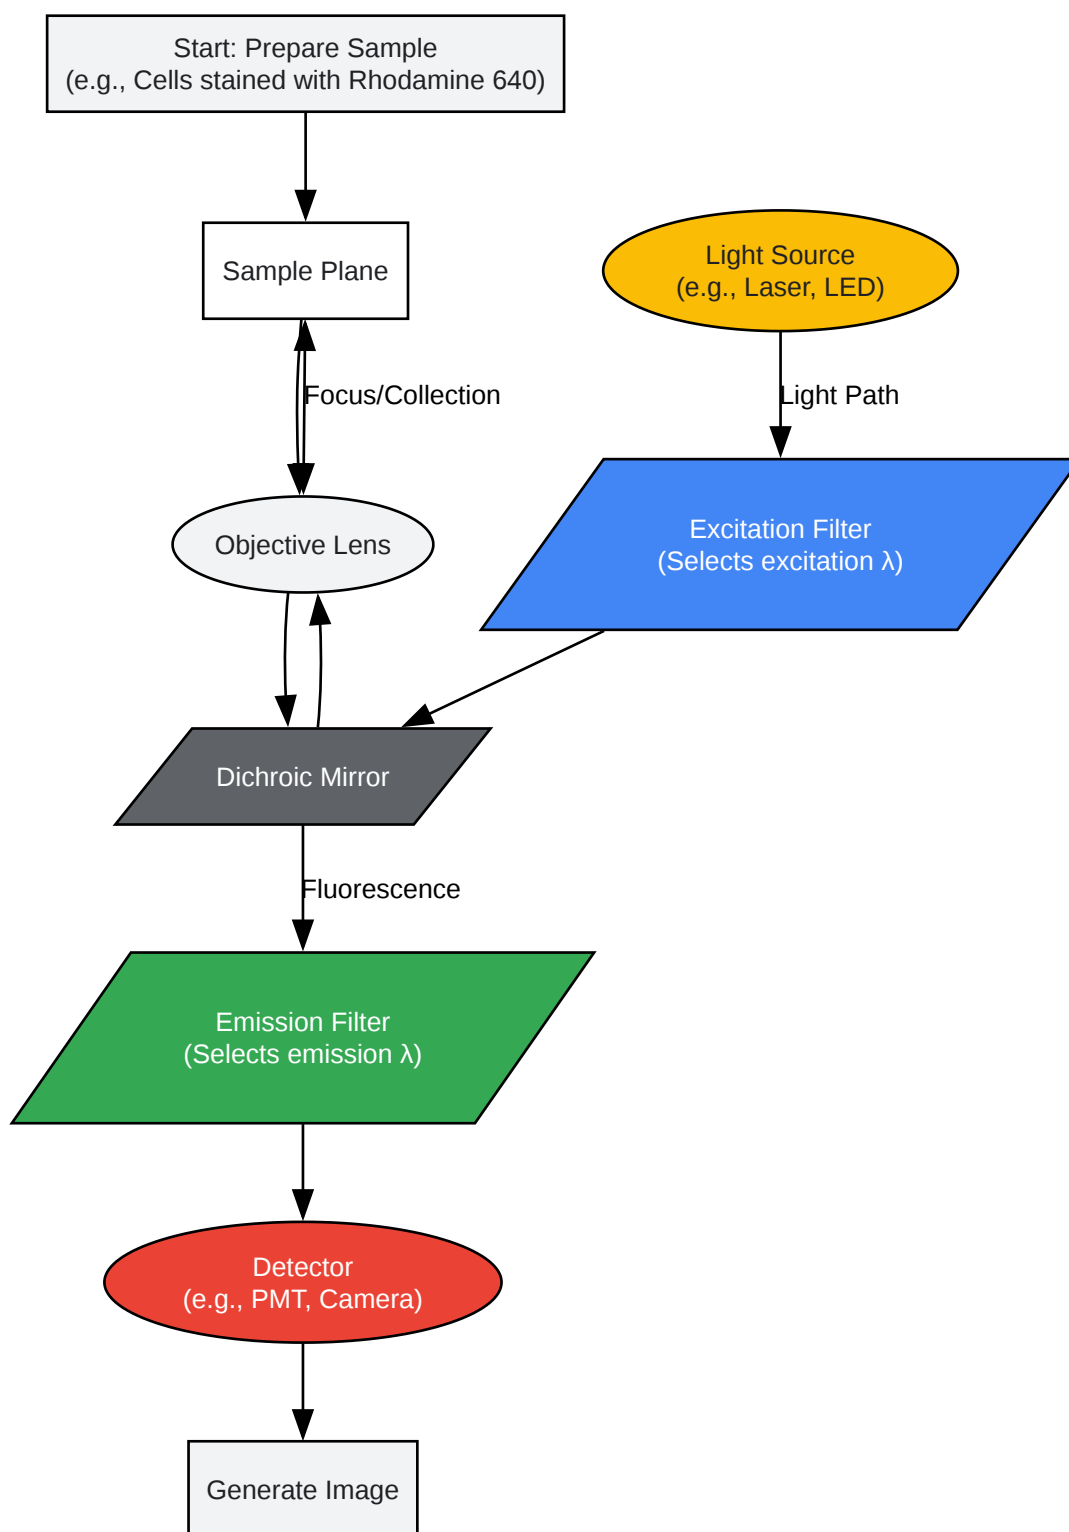 Start: Prepare Sample
(e.g., Cells stained with Rhodamine 640)
Sample Plane
Light Source
(e.g., Laser, LED)
Focus/Collection
Light Path
Excitation Filter
(Selects excitation λ)
Objective Lens
Dichroic Mirror
Fluorescence
Emission Filter
(Selects emission λ)
Detector
(e.g., PMT, Camera)
Generate Image